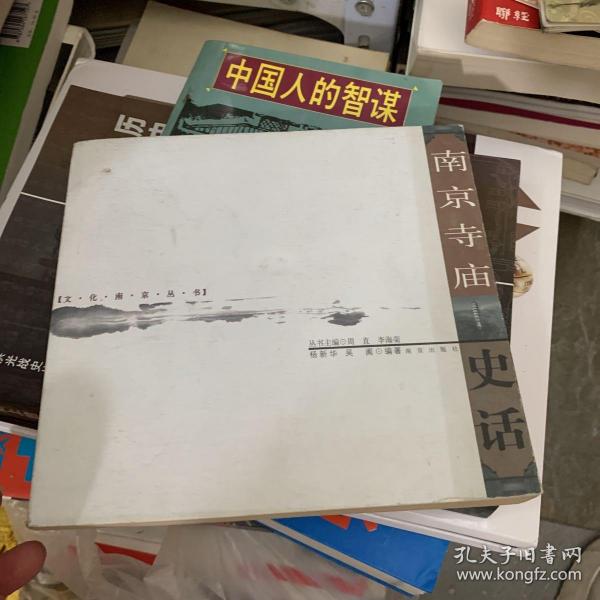 聯經
中国人的智谋
南京寺庙
史话
【文·化·南·京·丛·书】
丛书主编⊙周 直 李海荣
杨新华 吴 阗⊙编著 南京出版社
孔夫子旧书网
www.kongfz.com